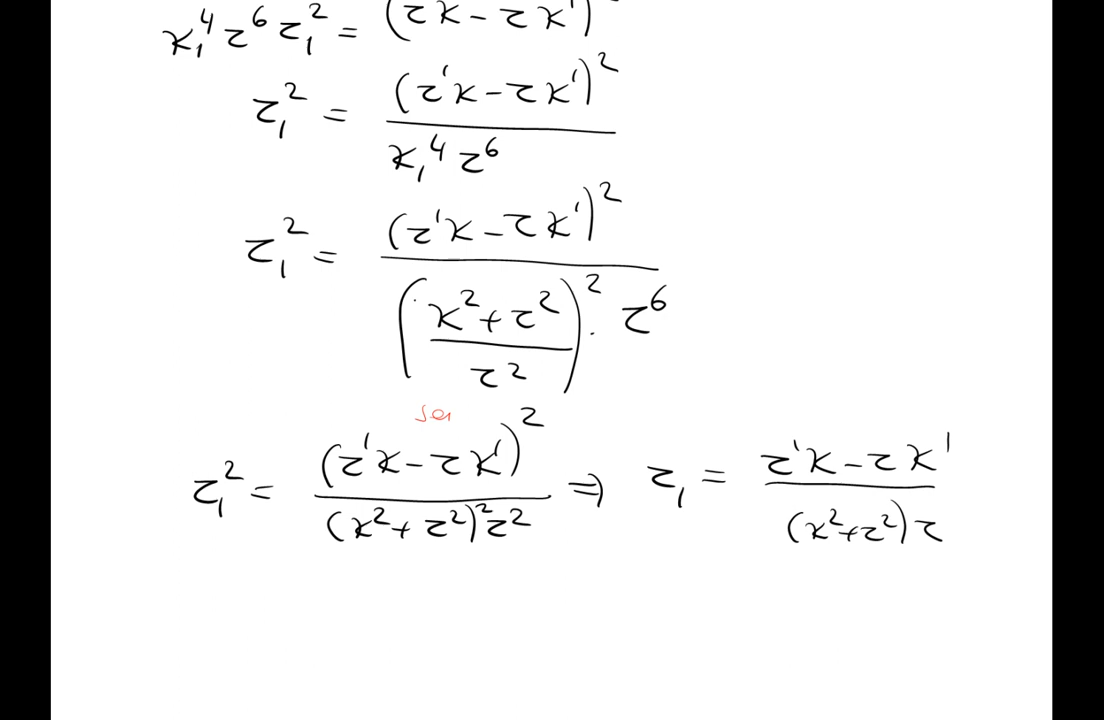 κ₁⁴ τ⁶ τ₁² = (τκ - τκ')
τ₁² = (τ'κ - τκ')² / κ₁⁴ τ⁶
τ₁² = (τ'κ - τκ')² / ((κ² + τ²) / τ²)² · τ⁶
τ₁² = (τ'κ - τκ')² / (κ² + τ²)² τ² ⇒ τ₁ = τ'κ - τκ' / (κ² + τ²) τ